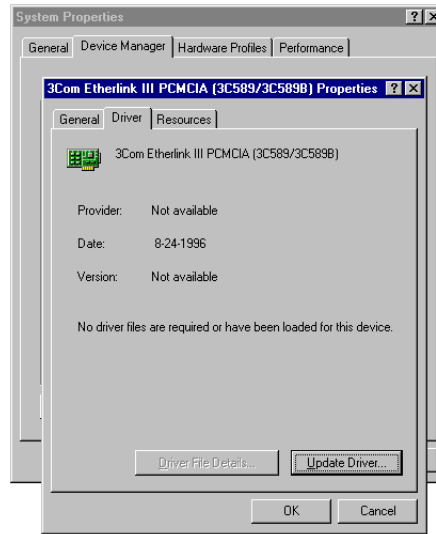 System Properties
General Device Manager Hardware Profiles Performance
3Com Etherlink III PCMCIA (3C589/3C589B) Properties
General Driver Resources
3Com Etherlink III PCMCIA (3C589/3C589B)
Provider: Not available
Date: 8-24-1996
Version: Not available
No driver files are required or have been loaded for this device.
Driver File Details... Update Driver...
OK Cancel